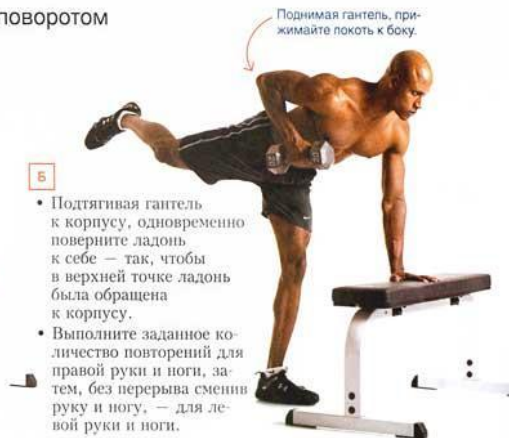 поворотом
Поднимая гантель, при-
жимайте локоть к боку.
Б
• Подтягивая гантель
к корпусу, одновременно
поверните ладонь
к себе — так, чтобы
в верхней точке ладонь
была обращена
к корпусу.
• Выполните заданное ко-
личество повторений для
правой руки и ноги, за-
тем, без перерыва сменив
руку и ногу, — для ле-
вой руки и ноги.